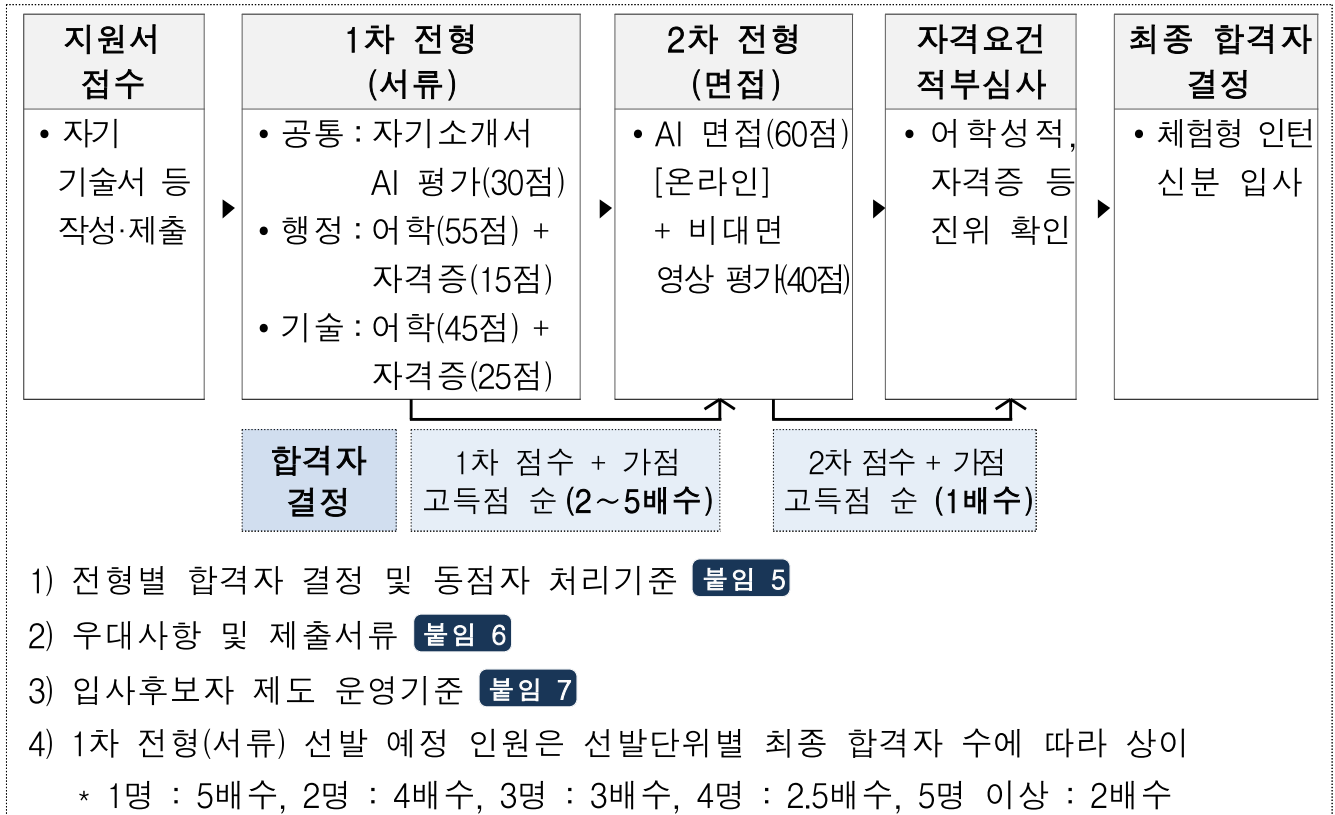 지원서
접수
• 자기
기술서 등
작성·제출
▶
1차 전형
(서류)
• 공통 : 자기소개서
AI 평가(30점)
• 행정 : 어학(55점) +
자격증(15점)
• 기술 : 어학(45점) +
자격증(25점)
▶
2차 전형
(면접)
• AI 면접(60점)
[온라인]
+ 비대면
영상 평가(40점)
▶
자격요건
적부심사
• 어학성적,
자격증 등
진위 확인
▶
최종 합격자
결정
• 체험형 인턴
신분 입사
합격자
결정
1차 점수 + 가점
고득점 순 (2～5배수)
2차 점수 + 가점
고득점 순 (1배수)
1) 전형별 합격자 결정 및 동점자 처리기준 붙임 5
2) 우대사항 및 제출서류 붙임 6
3) 입사후보자 제도 운영기준 붙임 7
4) 1차 전형(서류) 선발 예정 인원은 선발단위별 최종 합격자 수에 따라 상이
* 1명 : 5배수, 2명 : 4배수, 3명 : 3배수, 4명 : 2.5배수, 5명 이상 : 2배수